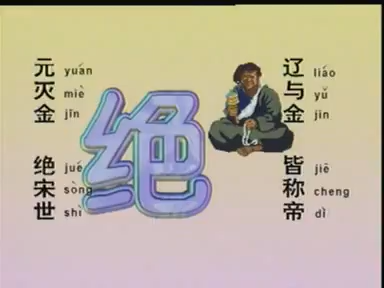 辽与金
liáo yǔ jin
皆称帝
jiē cheng dì
元灭金
yuán miè jīn
绝宋世
jué sòng shì
绝